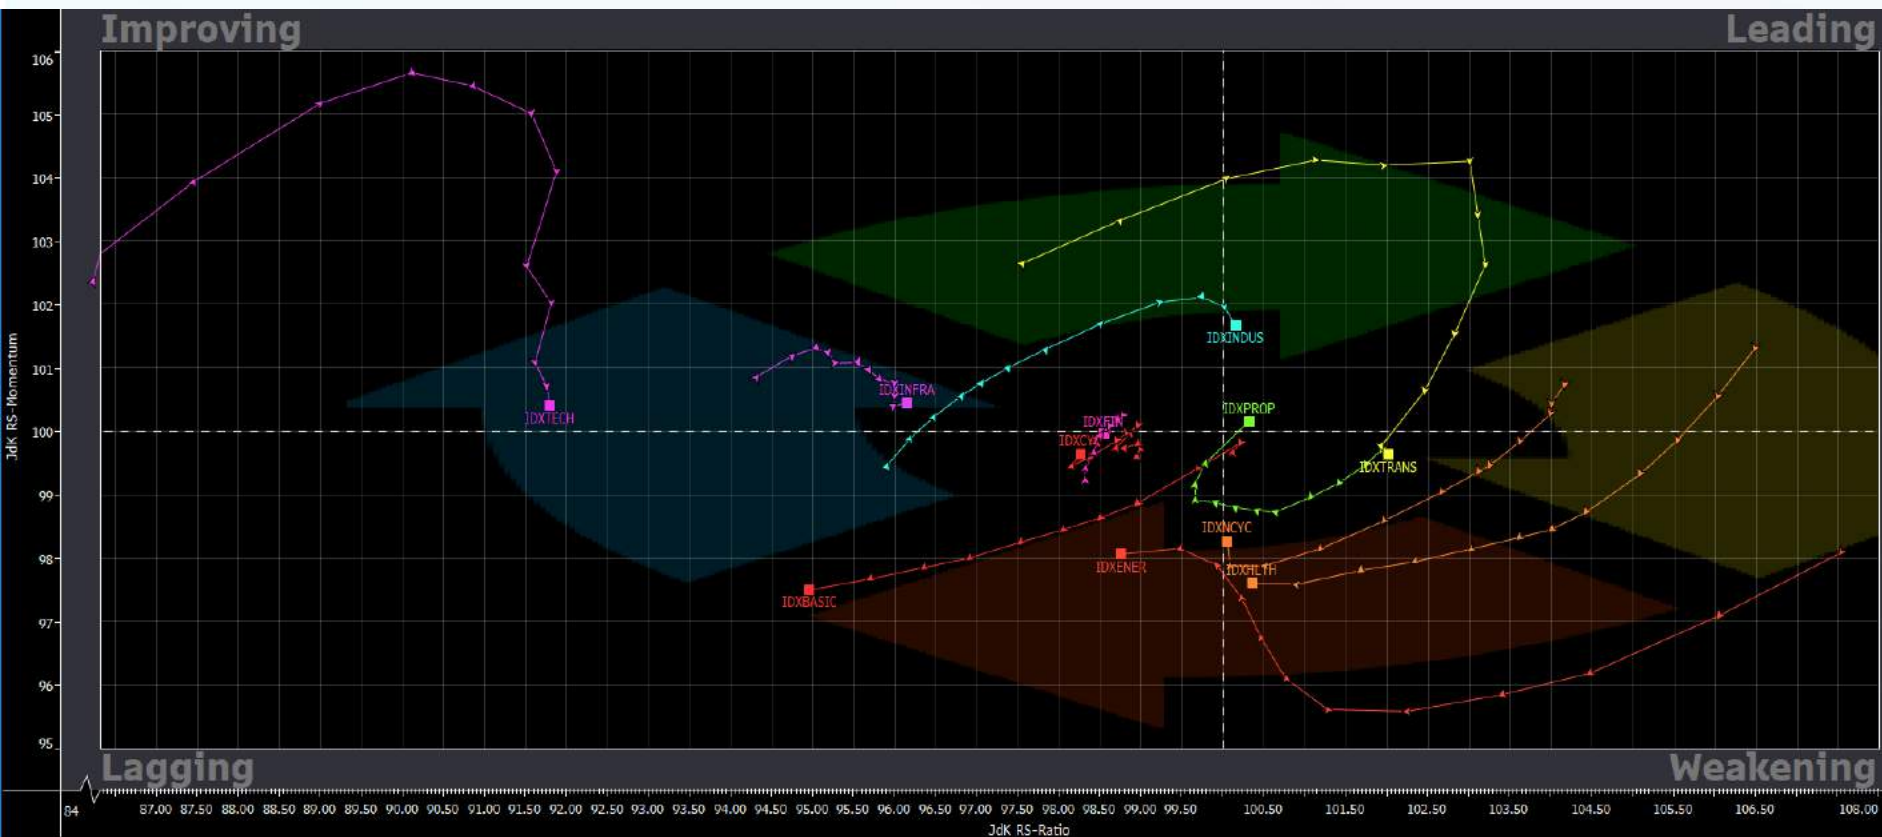 Improving
Leading
106
105
104
103
102
101
100
99
98
97
96
95
JdK RS-Momentum
IDXINDUS
IDXINFRA
IDXTECH
IDXPROP
IDXFIN
IDXCYC
IDXTRANS
IDXNCYC
IDXENER
IDXHLTH
IDXBASIC
Lagging
Weakening
84 87.00 87.50 88.00 88.50 89.00 89.50 90.00 90.50 91.00 91.50 92.00 92.50 93.00 93.50 94.00 94.50 95.00 95.50 96.00 96.50 97.00 97.50 98.00 98.50 99.00 99.50 100.50 101.50 102.50 103.50 104.50 105.50 106.50 108.00
JdK RS-Ratio